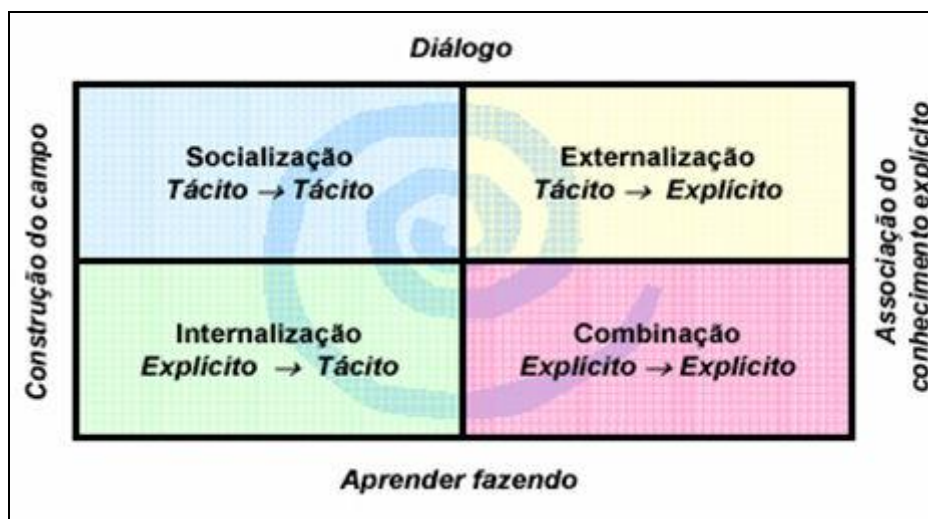 Diálogo
Construção do campo
Socialização
Tácito → Tácito
Externalização
Tácito → Explícito
Associação do
conhecimento explícito
Internalização
Explícito → Tácito
Combinação
Explícito → Explícito
Aprender fazendo